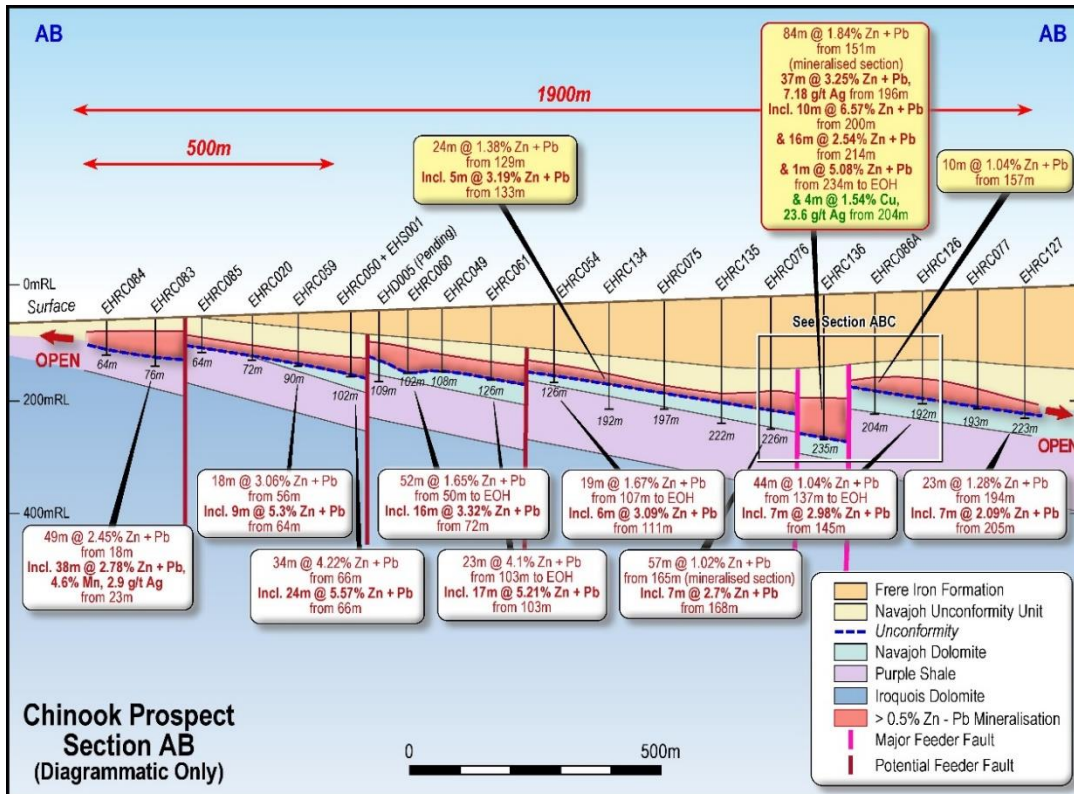 AB
AB
1900m
500m
84m @ 1.84% Zn + Pb
from 151m
(mineralised section)
37m @ 3.25% Zn + Pb,
7.18 g/t Ag from 196m
Incl. 10m @ 6.57% Zn + Pb
from 200m
& 16m @ 2.54% Zn + Pb
from 214m
& 1m @ 5.08% Zn + Pb
from 234m to EOH
& 4m @ 1.54% Cu,
23.6 g/t Ag from 204m
24m @ 1.38% Zn + Pb
from 129m
Incl. 5m @ 3.19% Zn + Pb
from 133m
10m @ 1.04% Zn + Pb
from 157m
0mRL
Surface
EHRC084
EHRC083
EHRC085
EHRC020
EHRC059
EHRC050 + EHS001
EHD005 (Pending)
EHRC060
EHRC049
EHRC061
EHRC054
EHRC134
EHRC075
EHRC135
EHRC076
EHRC136
EHRC086A
EHRC126
EHRC077
EHRC127
See Section ABC
OPEN
64m
76m
64m
72m
90m
102m
109m
102m
108m
126m
126m
192m
197m
222m
226m
235m
204m
192m
193m
223m
OPEN
200mRL
400mRL
49m @ 2.45% Zn + Pb
from 18m
Incl. 38m @ 2.78% Zn + Pb,
4.6% Mn, 2.9 g/t Ag
from 23m
18m @ 3.06% Zn + Pb
from 56m
Incl. 9m @ 5.3% Zn + Pb
from 64m
34m @ 4.22% Zn + Pb
from 66m
Incl. 24m @ 5.57% Zn + Pb
from 66m
52m @ 1.65% Zn + Pb
from 50m to EOH
Incl. 16m @ 3.32% Zn + Pb
from 72m
23m @ 4.1% Zn + Pb
from 103m to EOH
Incl. 17m @ 5.21% Zn + Pb
from 103m
19m @ 1.67% Zn + Pb
from 107m to EOH
Incl. 6m @ 3.09% Zn + Pb
from 111m
57m @ 1.02% Zn + Pb
from 165m (mineralised section)
Incl. 7m @ 2.7% Zn + Pb
from 168m
44m @ 1.04% Zn + Pb
from 137m to EOH
Incl. 7m @ 2.98% Zn + Pb
from 145m
23m @ 1.28% Zn + Pb
from 194m
Incl. 7m @ 2.09% Zn + Pb
from 205m
Frere Iron Formation
Navajoh Unconformity Unit
Unconformity
Navajoh Dolomite
Purple Shale
Iroquois Dolomite
> 0.5% Zn - Pb Mineralisation
Major Feeder Fault
Potential Feeder Fault
Chinook Prospect
Section AB
(Diagrammatic Only)
0
500m